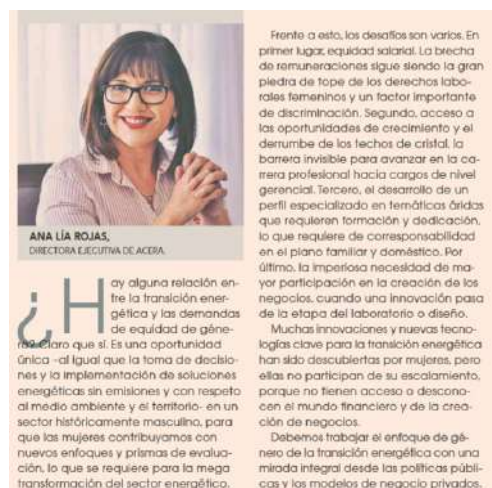 ANA LÍA ROJAS,
DIRECTORA EJECUTIVA DE ACERA.
¿Hay alguna relación en-
tre la transición ener-
gética y las demandas
de equidad de géne-
ro? Claro que sí. Es una oportunidad
única -al igual que la toma de decisio-
nes y la implementación de soluciones
energéticas sin emisiones y con respeto
al medio ambiente y el territorio- en un
sector históricamente masculino, para
que las mujeres contribuyamos con
nuevos enfoques y prismas de evalua-
ción, lo que se requiere para la mega
transformación del sector energético.
Frente a esto, los desafíos son varios. En
primer lugar, equidad salarial. La brecha
de remuneraciones sigue siendo la gran
piedra de tope de los derechos labo-
rales femeninos y un factor importante
de discriminación. Segundo, acceso a
las oportunidades de crecimiento y el
derrumbe de los techos de cristal, la
barrera invisible para avanzar en la ca-
rrera profesional hacia cargos de nivel
gerencial. Tercero, el desarrollo de un
perfil especializado en temáticas áridas
que requieren formación y dedicación,
lo que requiere de corresponsabilidad
en el plano familiar y doméstico. Por
último, la imperiosa necesidad de ma-
yor participación en la creación de los
negocios, cuando una innovación pasa
de la etapa del laboratorio o diseño.
Muchas innovaciones y nuevas tecno-
logías clave para la transición energética
han sido descubiertas por mujeres, pero
ellas no participan de su escalamiento,
porque no tienen acceso o descono-
cen el mundo financiero y de la crea-
ción de negocios.
Debemos trabajar el enfoque de gé-
nero de la transición energética con una
mirada integral desde las políticas públi-
cas y los modelos de negocio privados.